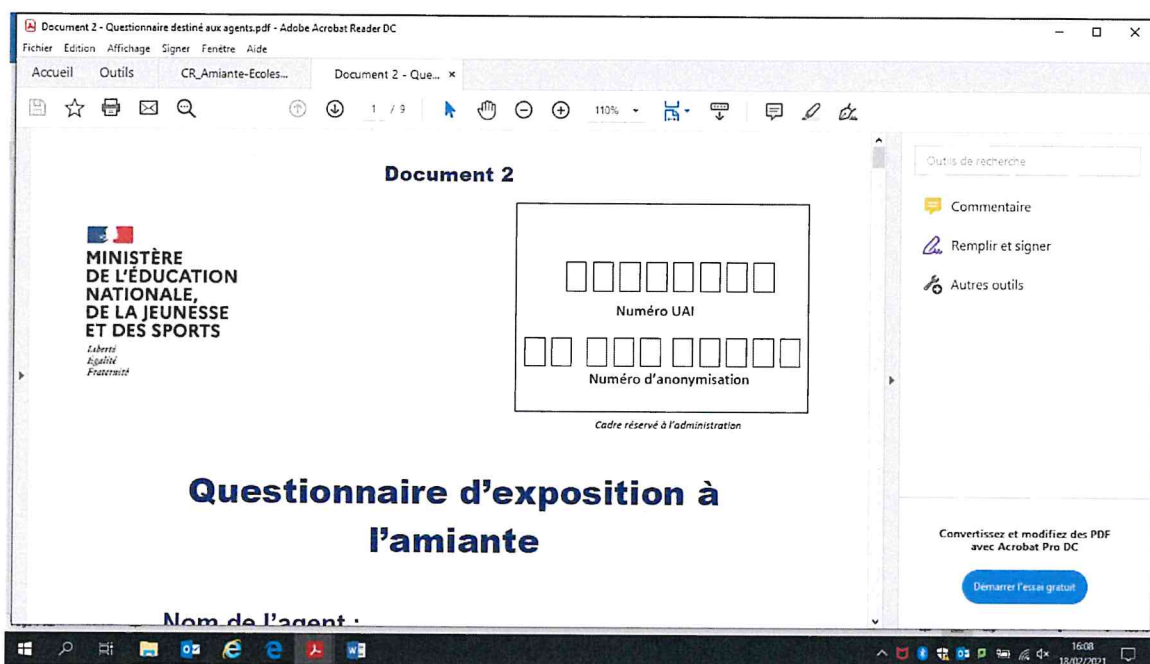 Document 2 - Questionnaire destiné aux agents.pdf - Adobe Acrobat Reader DC
Fichier Edition Affichage Signer Fenêtre Aide
Accueil Outils CR_Amiante-Ecoles... Document 2 - Que... ×
1 / 9 110%
Document 2
MINISTÈRE
DE L'ÉDUCATION
NATIONALE,
DE LA JEUNESSE
ET DES SPORTS
Liberté
Égalité
Fraternité
Numéro UAI
Numéro d'anonymisation
Cadre réservé à l'administration
Questionnaire d'exposition à
l'amiante
Nom de l'agent :
Outils de recherche
Commentaire
Remplir et signer
Autres outils
Convertissez et modifiez des PDF
avec Acrobat Pro DC
Démarrer l'essai gratuit
16:08
18/02/2021